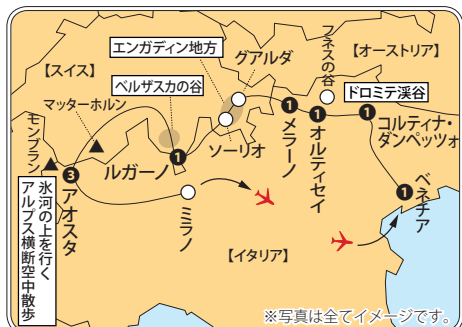 エンガディン地方
グアルダ
フネスの谷
【オーストリア】
【スイス】
ベルザスカの谷
ドロミテ渓谷
マッターホルン
モンブラン
ルガーノ
1
ソーリオ
1
メラーノ
1
オルティセイ
1
コルティナ・
ダンペッツォ
3
アオスタ
氷河の上を行く
アルプス横断空中散歩
ミラノ
1
ベネチア
【イタリア】
※写真は全てイメージです。